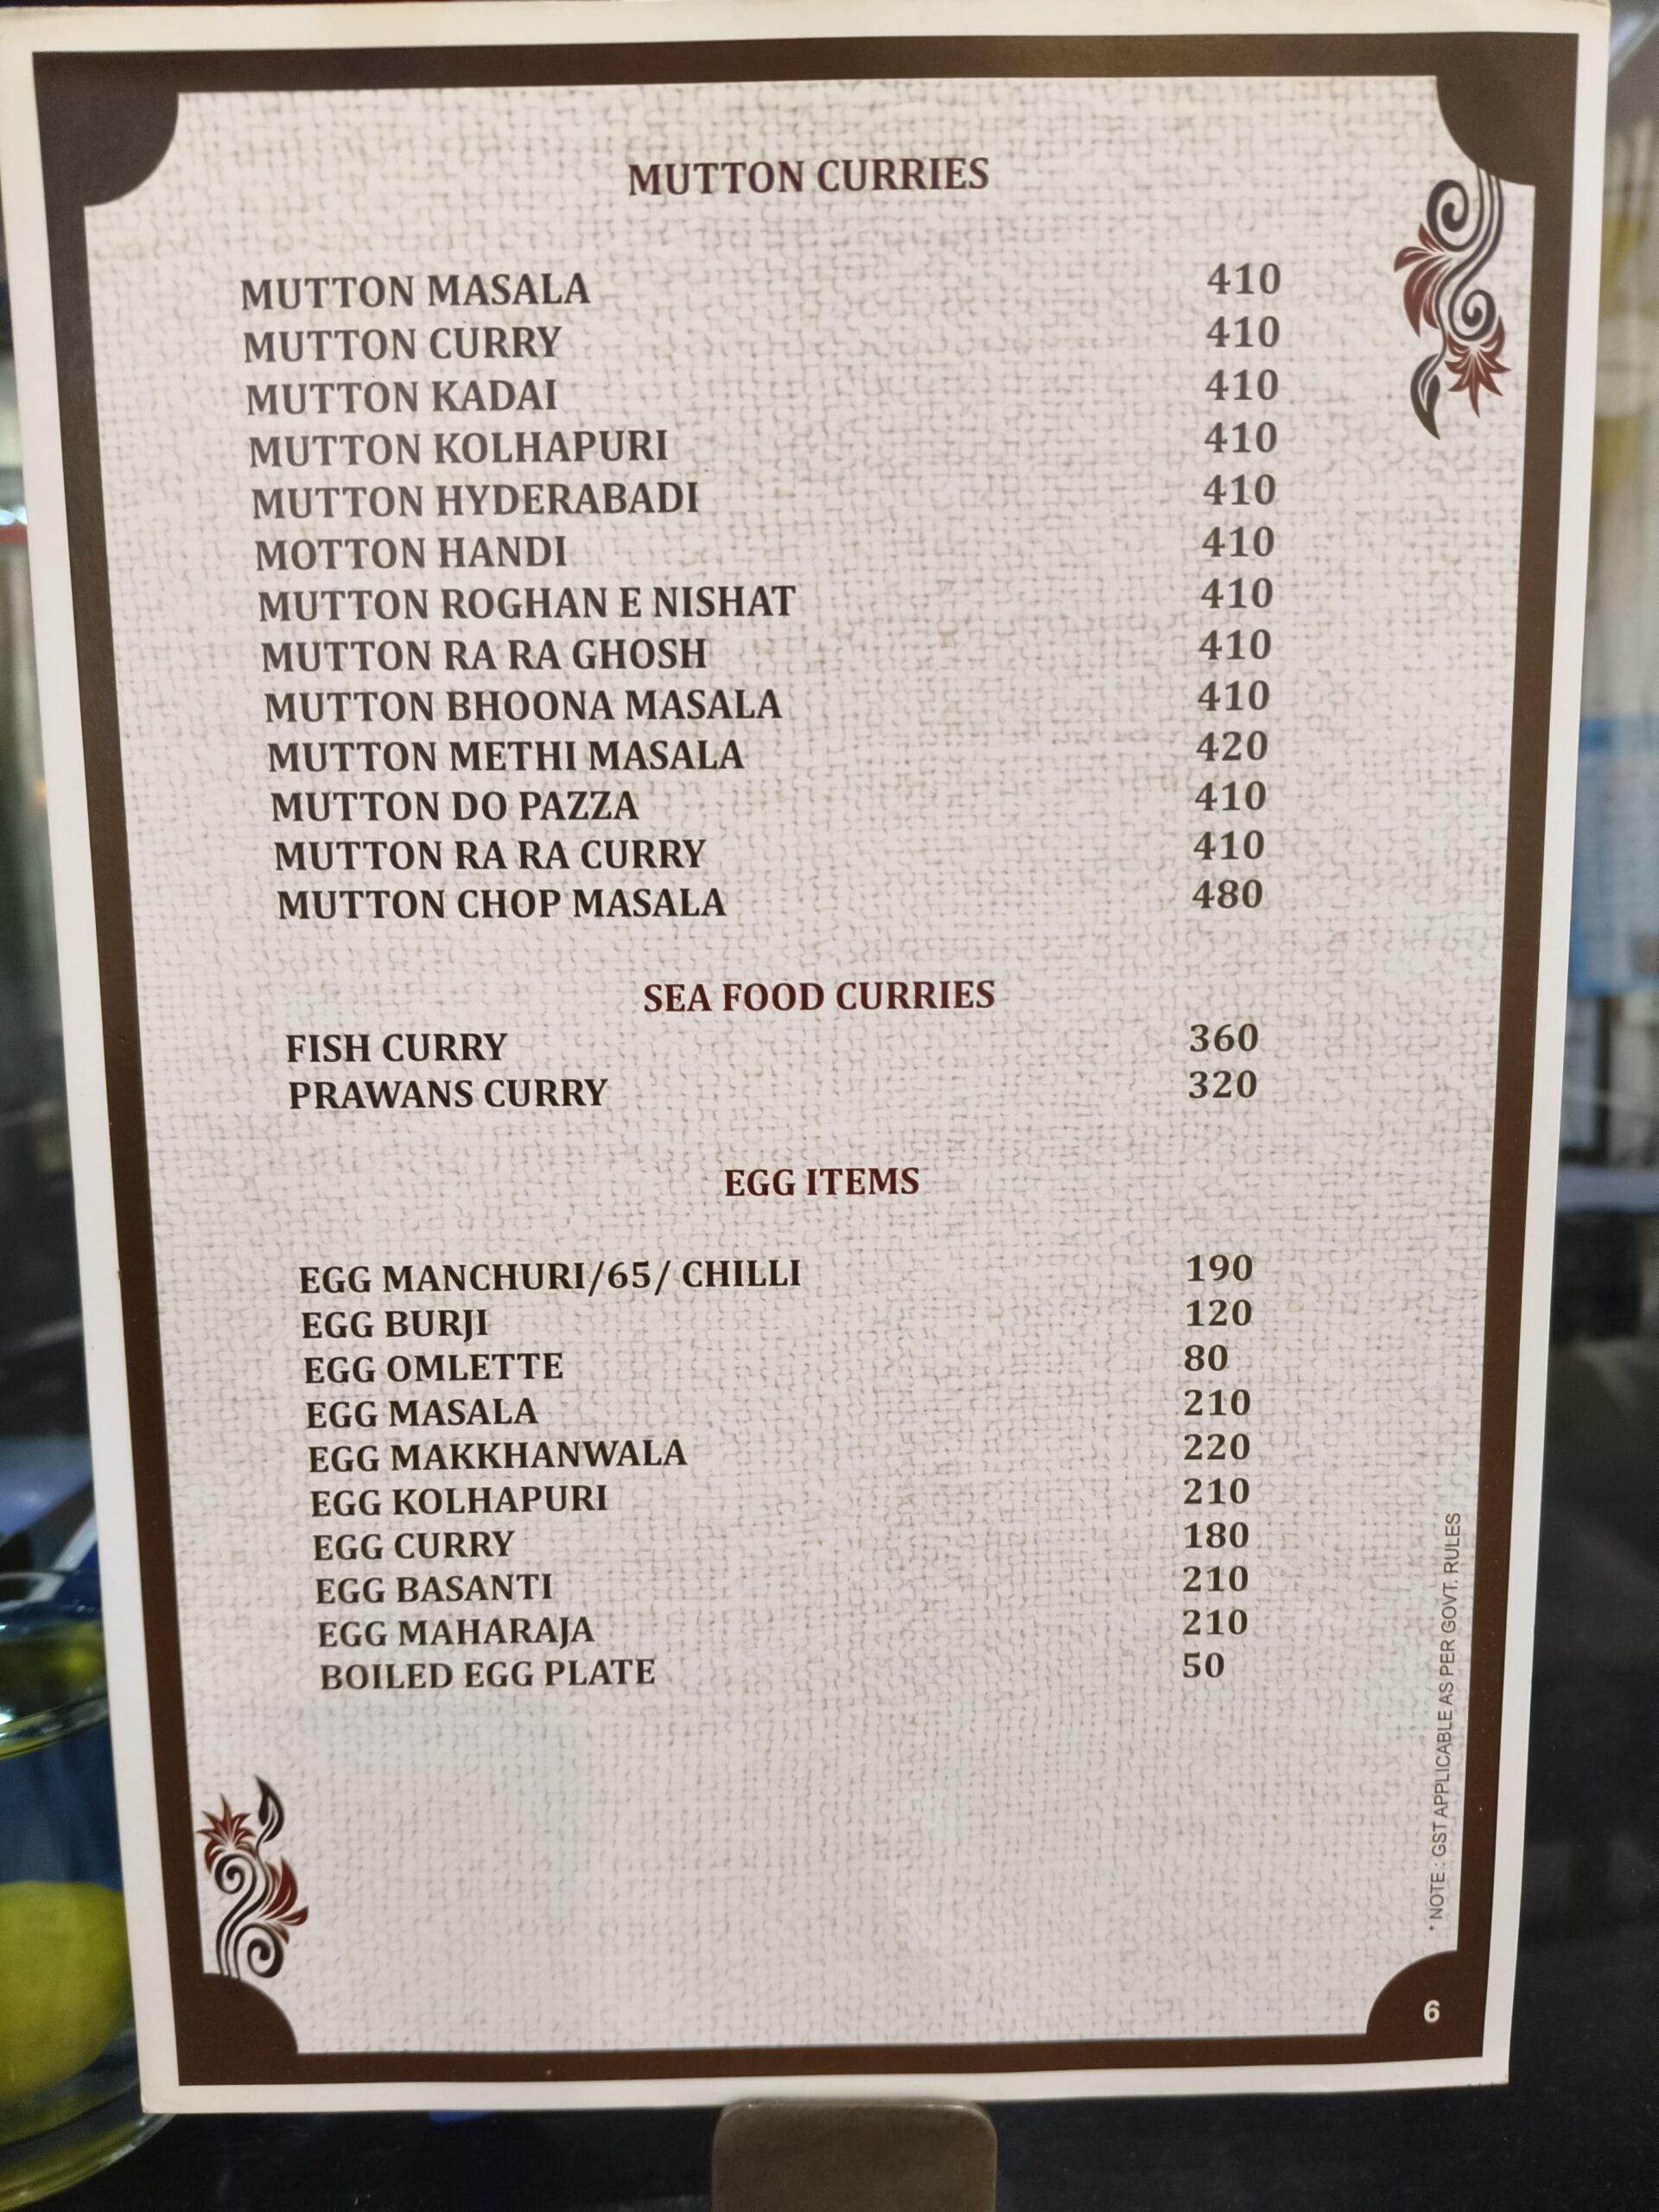 MUTTON CURRIES
MUTTON MASALA 410
MUTTON CURRY 410
MUTTON KADAI 410
MUTTON KOLHAPURI 410
MUTTON HYDERABADI 410
MOTTON HANDI 410
MUTTON ROGHAN E NISHAT 410
MUTTON RA RA GHOSH 410
MUTTON BHOONA MASALA 410
MUTTON METHI MASALA 420
MUTTON DO PAZZA 410
MUTTON RA RA CURRY 410
MUTTON CHOP MASALA 480
SEA FOOD CURRIES
FISH CURRY 360
PRAWANS CURRY 320
EGG ITEMS
EGG MANCHURI/65/ CHILLI 190
EGG BURJI 120
EGG OMLETTE 80
EGG MASALA 210
EGG MAKKHANWALA 220
EGG KOLHAPURI 210
EGG CURRY 180
EGG BASANTI 210
EGG MAHARAJA 210
BOILED EGG PLATE 50
* NOTE : GST APPLICABLE AS PER GOVT. RULES
6